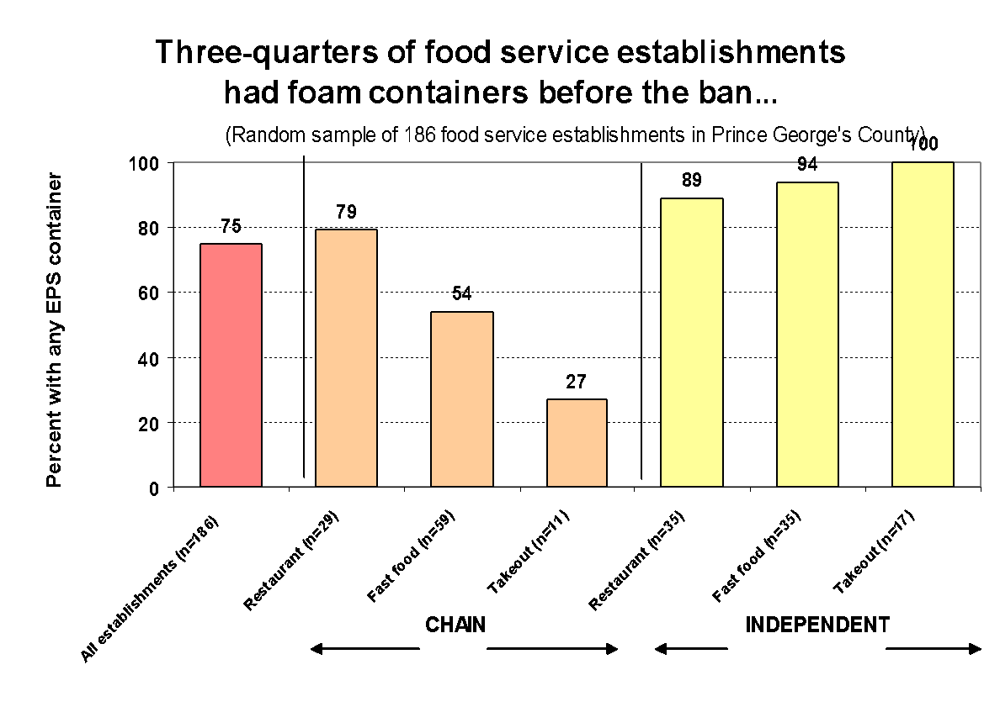 Three-quarters of food service establishments
had foam containers before the ban...
(Random sample of 186 food service establishments in Prince George's County)
Percent with any EPS container
100
80
60
40
20
0
75
79
54
27
89
94
100
All establishments (n=186)
Restaurant (n=29)
Fast food (n=59)
Takeout (n=11)
Restaurant (n=35)
Fast food (n=35)
Takeout (n=17)
CHAIN
INDEPENDENT